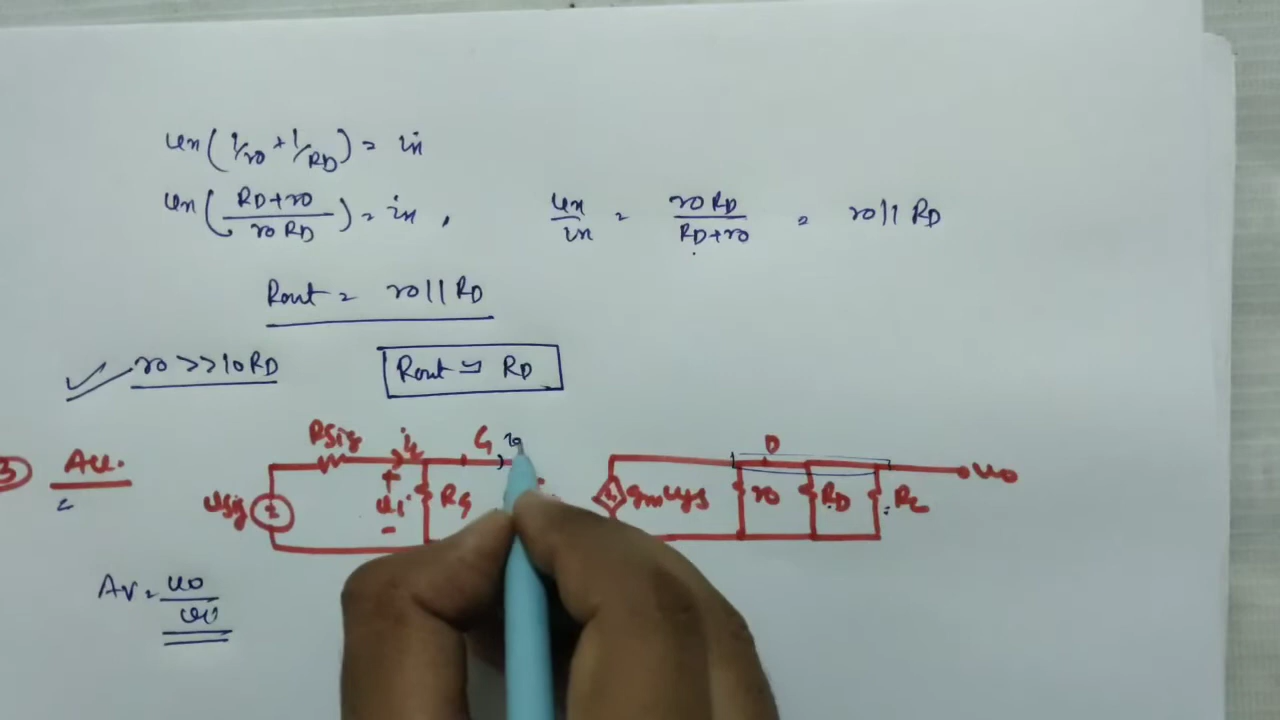 vx(1/ro + 1/RD) = ix
vx(RD+ro/roRD) = ix, vx/ix = roRD/RD+ro = ro||RD
Rout = ro||RD
ro >> 10RD Rout ≃ RD
3) Av.
Rsig ii G D vo
vsig + vi - RG gmvgs ro RD RL
Av = vo/vi